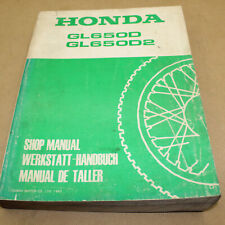 HONDA
GL650D
GL650D2
SHOP MANUAL
WERKSTATT-HANDBUCH
MANUAL DE TALLER